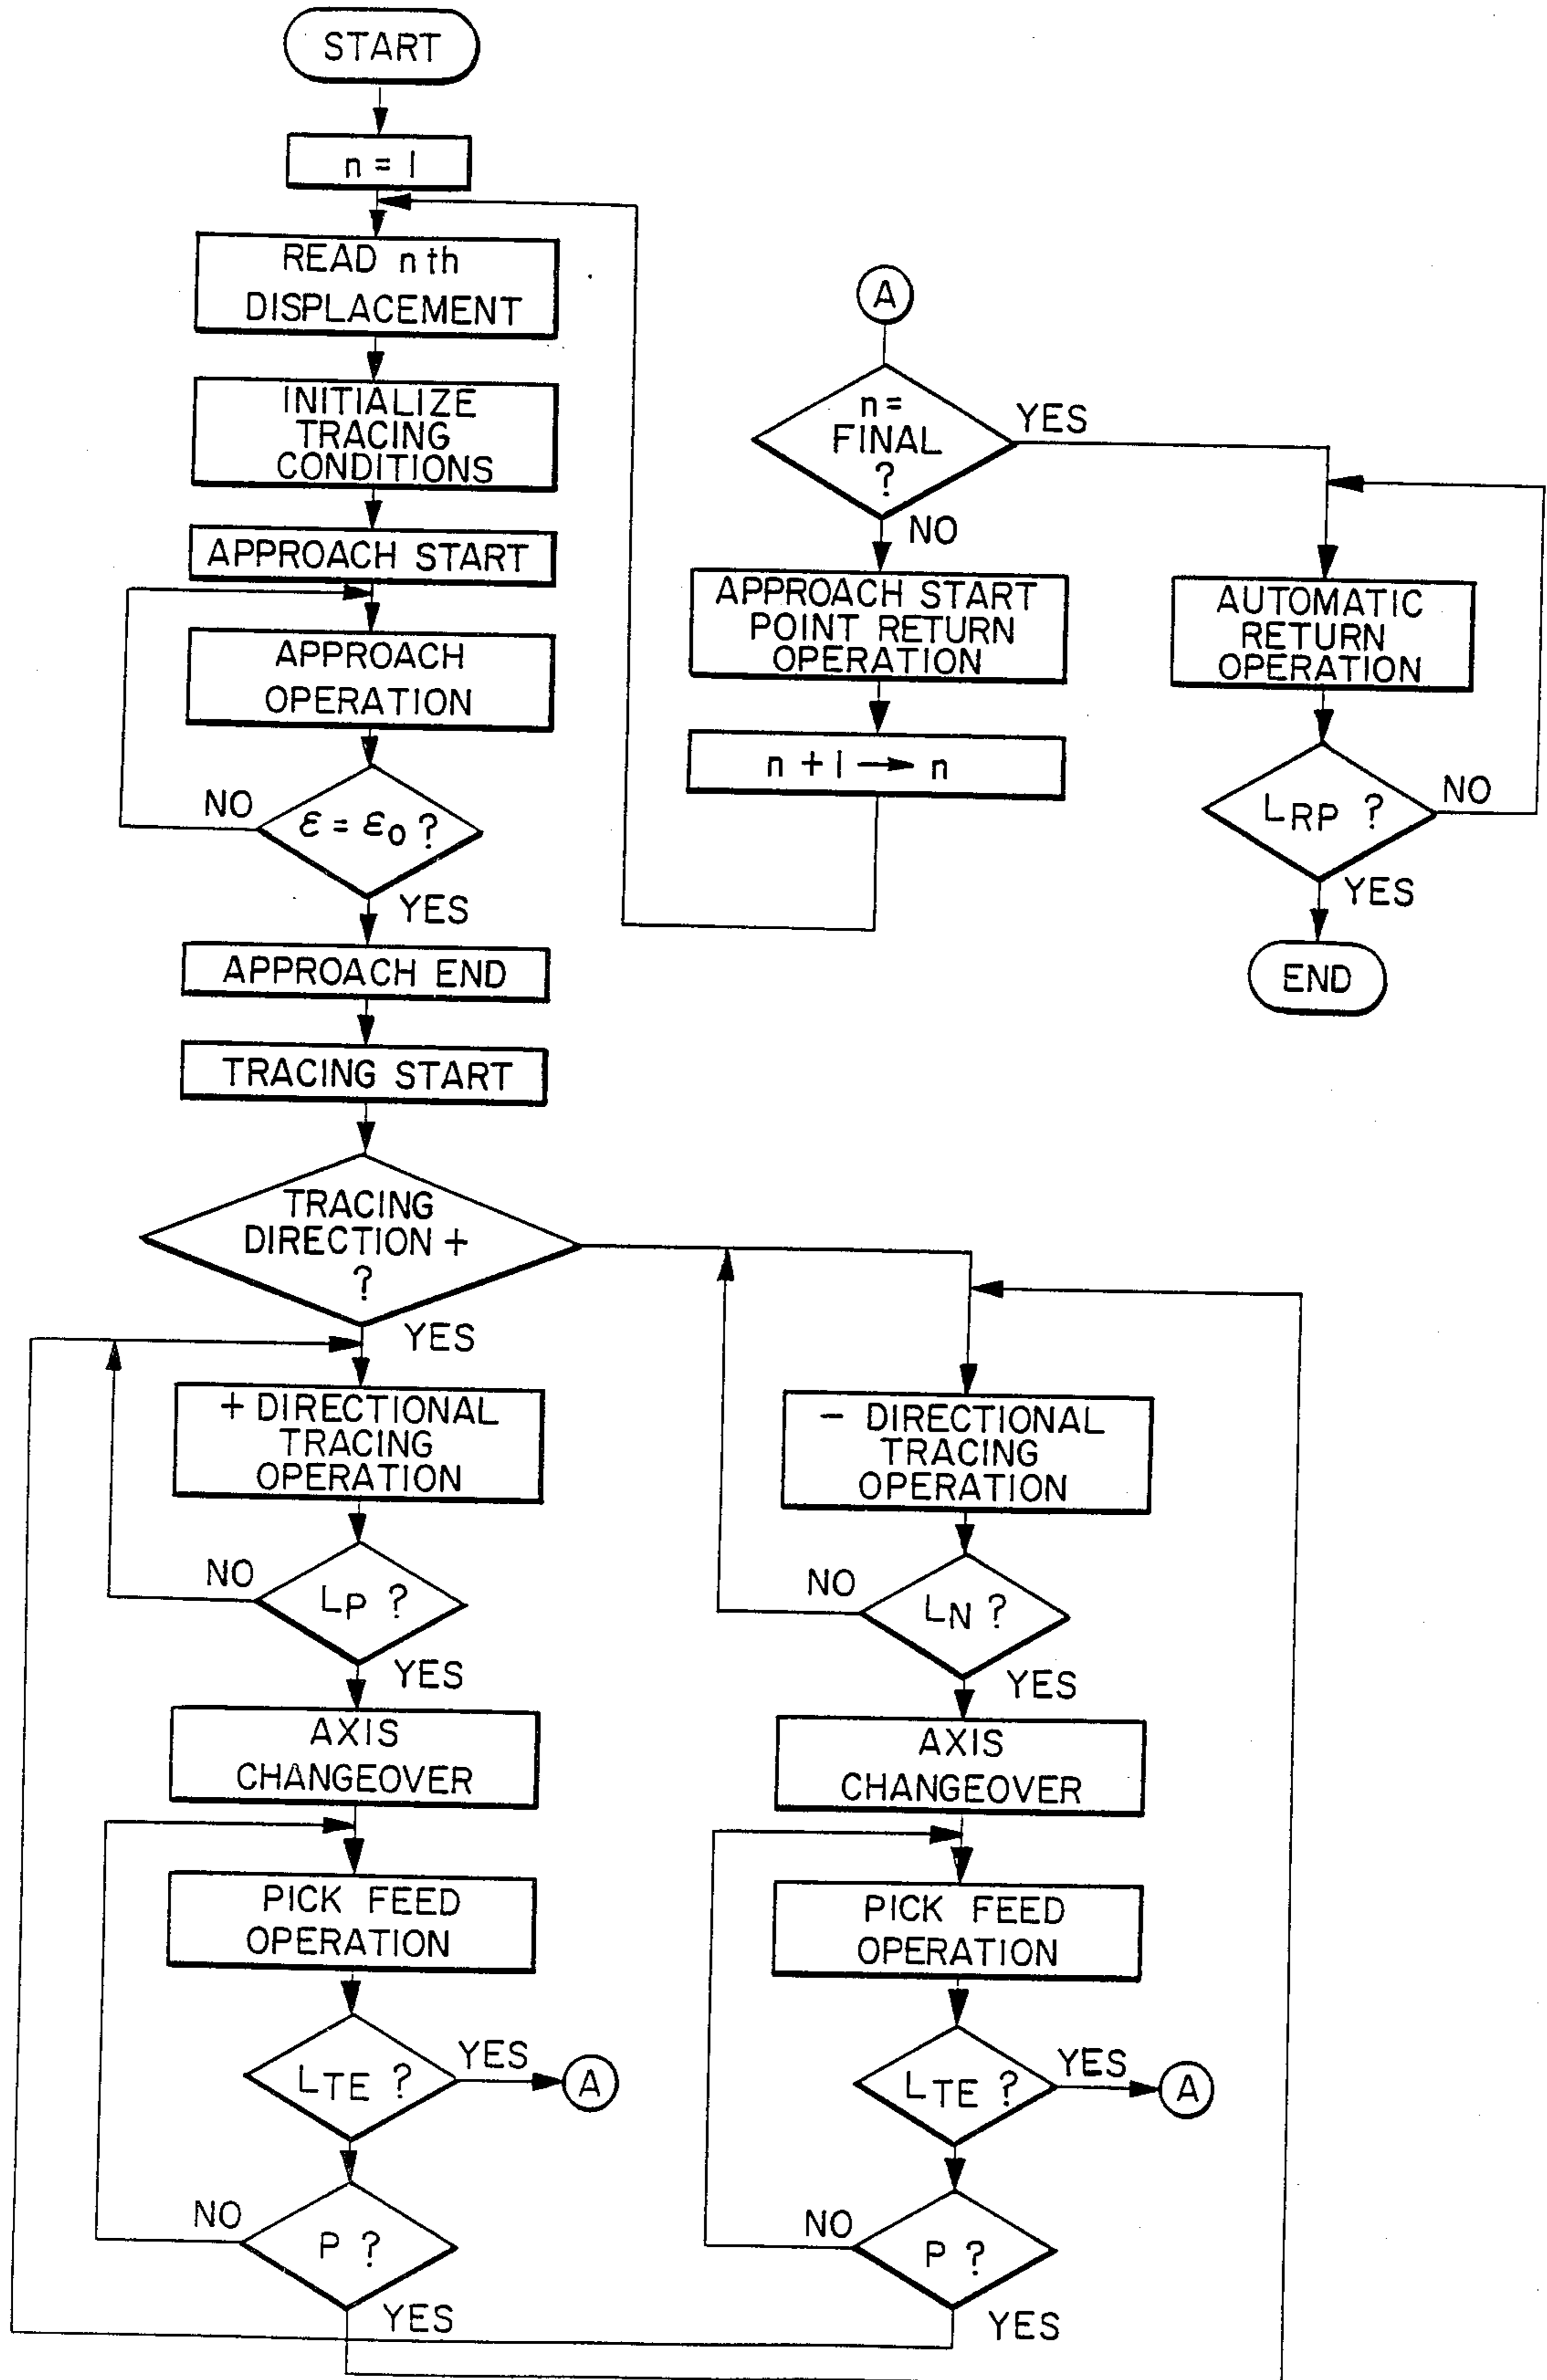 START
n = 1
READ nth
DISPLACEMENT
INITIALIZE
TRACING
CONDITIONS
APPROACH START
APPROACH
OPERATION
NO
ε = ε0 ?
YES
APPROACH END
TRACING START
TRACING
DIRECTION +
?
YES
+ DIRECTIONAL
TRACING
OPERATION
NO
LP ?
YES
AXIS
CHANGEOVER
PICK FEED
OPERATION
LTE ?
YES
A
NO
P ?
YES
- DIRECTIONAL
TRACING
OPERATION
NO
LN ?
YES
AXIS
CHANGEOVER
PICK FEED
OPERATION
LTE ?
YES
A
NO
P ?
YES
A
n =
FINAL
?
YES
NO
APPROACH START
POINT RETURN
OPERATION
n + 1 → n
AUTOMATIC
RETURN
OPERATION
LRP ?
NO
YES
END